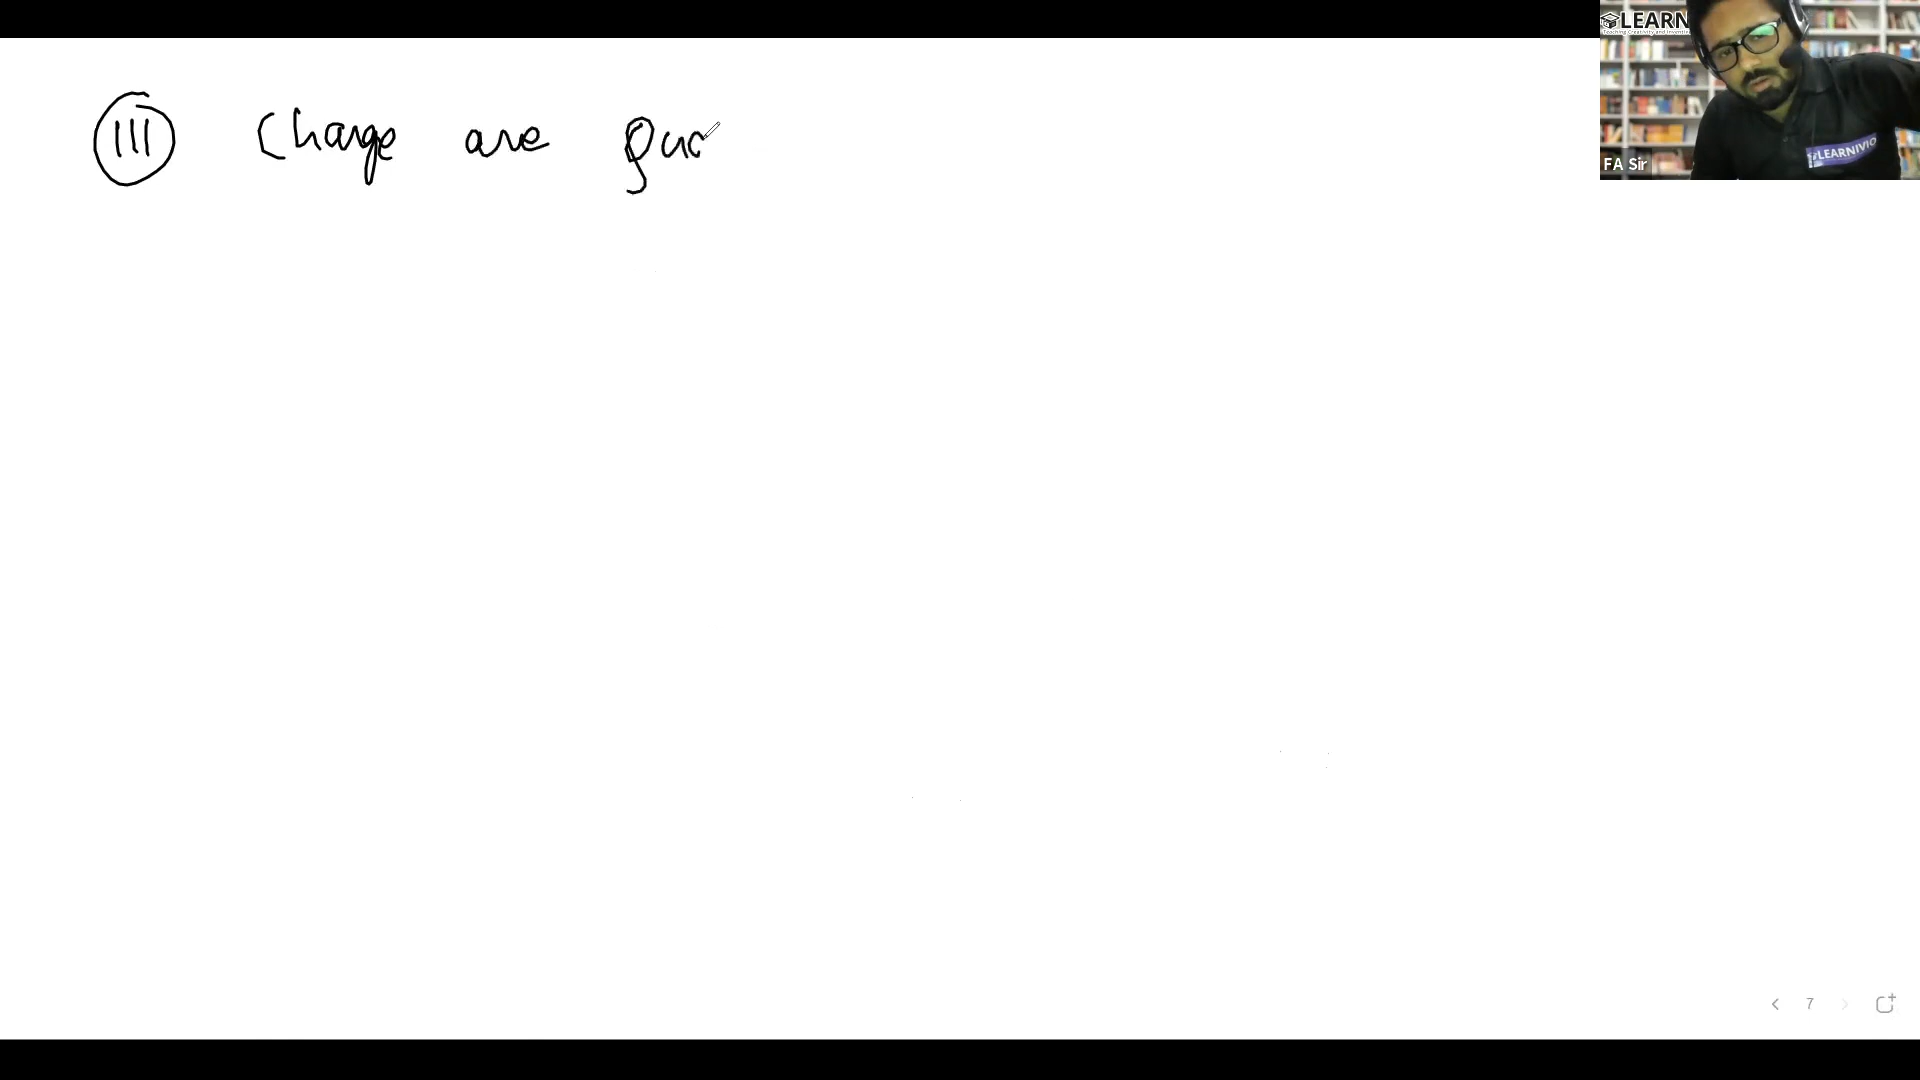 III Charge are Qua
LEARN
FA Sir
LEARNIVIO
7